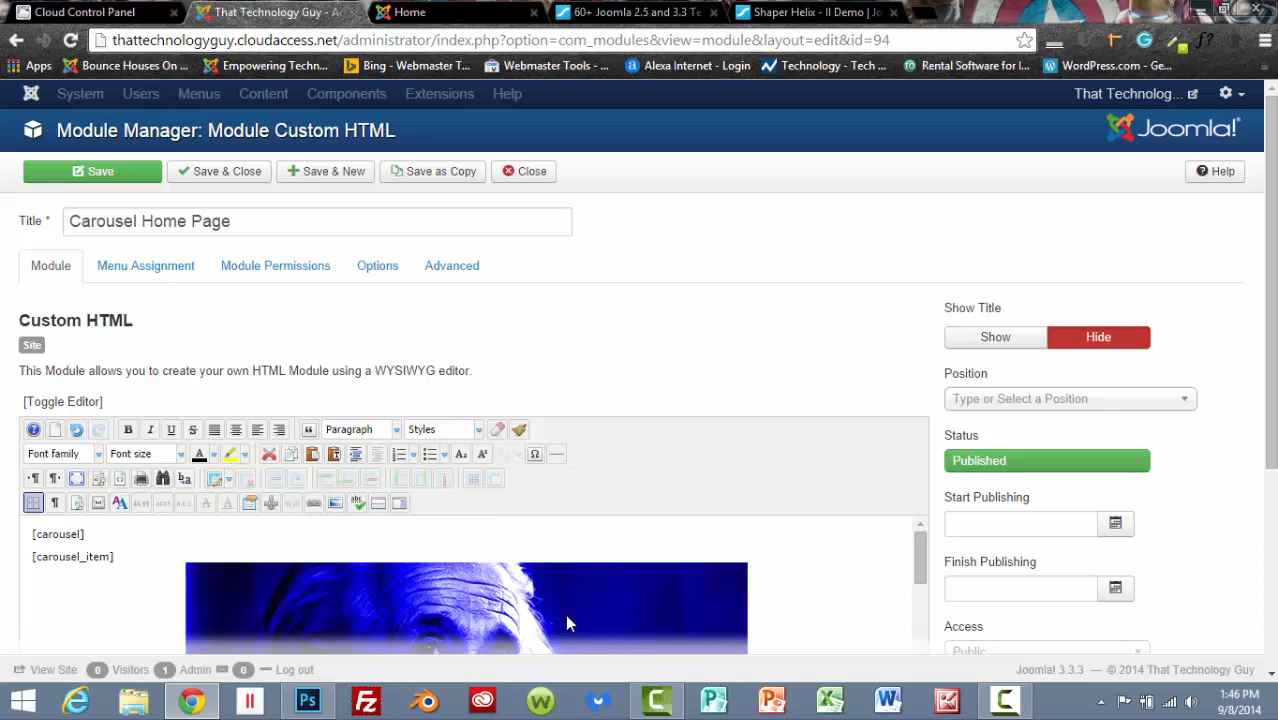 Cloud Control Panel
That Technology Guy - A
Home
60+ Joomla 2.5 and 3.3 Te
Shaper Helix - II Demo | Jo
thattechnologyguy.cloudaccess.net/administrator/index.php?option=com_modules&view=module&layout=edit&id=94
Apps
Bounce Houses On ...
Empowering Techn...
Bing - Webmaster T...
Webmaster Tools - ...
Alexa Internet - Login
Technology - Tech ...
Rental Software for I...
WordPress.com - Ge...
System Users Menus Content Components Extensions Help
That Technolog...
Module Manager: Module Custom HTML
Joomla!
Save
Save & Close
Save & New
Save as Copy
Close
Help
Title *
Carousel Home Page
Module
Menu Assignment
Module Permissions
Options
Advanced
Custom HTML
Site
This Module allows you to create your own HTML Module using a WYSIWYG editor.
[Toggle Editor]
Paragraph
Styles
Font family
Font size
[carousel]
[carousel_item]
Show Title
Show
Hide
Position
Type or Select a Position
Status
Published
Start Publishing
Finish Publishing
Access
Public
View Site
0 Visitors
1 Admin
0
Log out
Joomla! 3.3.3 — © 2014 That Technology Guy
1:46 PM
9/8/2014